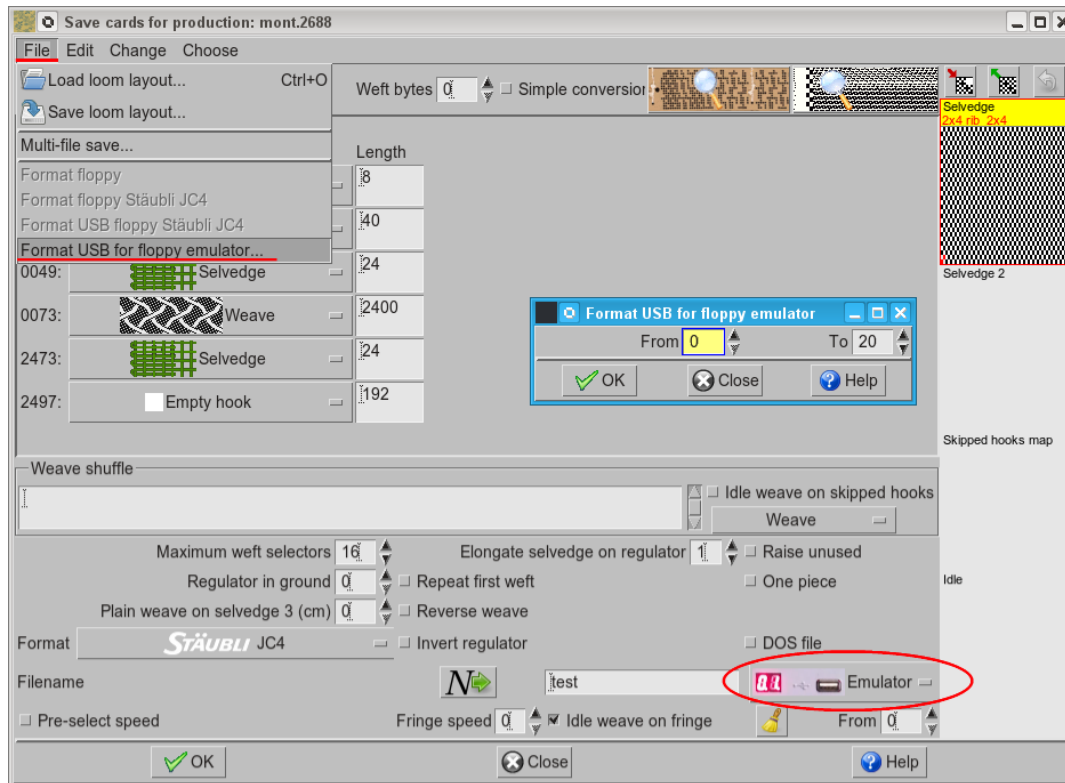 Save cards for production: mont.2688
File Edit Change Choose
Load loom layout... Ctrl+O
Save loom layout...
Multi-file save...
Format floppy
Format floppy Stäubli JC4
Format USB floppy Stäubli JC4
Format USB for floppy emulator...
Weft bytes 0 Simple conversion
Selvedge
2x4 rib 2x4
Length
8
40
0049: Selvedge 24
Selvedge 2
0073: Weave 2400
2473: Selvedge 24
2497: Empty hook 192
Format USB for floppy emulator
From 0 To 20
OK Close Help
Skipped hooks map
Weave shuffle
Idle weave on skipped hooks
Weave
Maximum weft selectors 16 Elongate selvedge on regulator 1 Raise unused
Regulator in ground 0 Repeat first weft One piece
Idle
Plain weave on selvedge 3 (cm) 0 Reverse weave
Format STÄUBLI JC4 Invert regulator DOS file
Filename N test Emulator
Pre-select speed Fringe speed 0 Idle weave on fringe From 0
OK Close Help